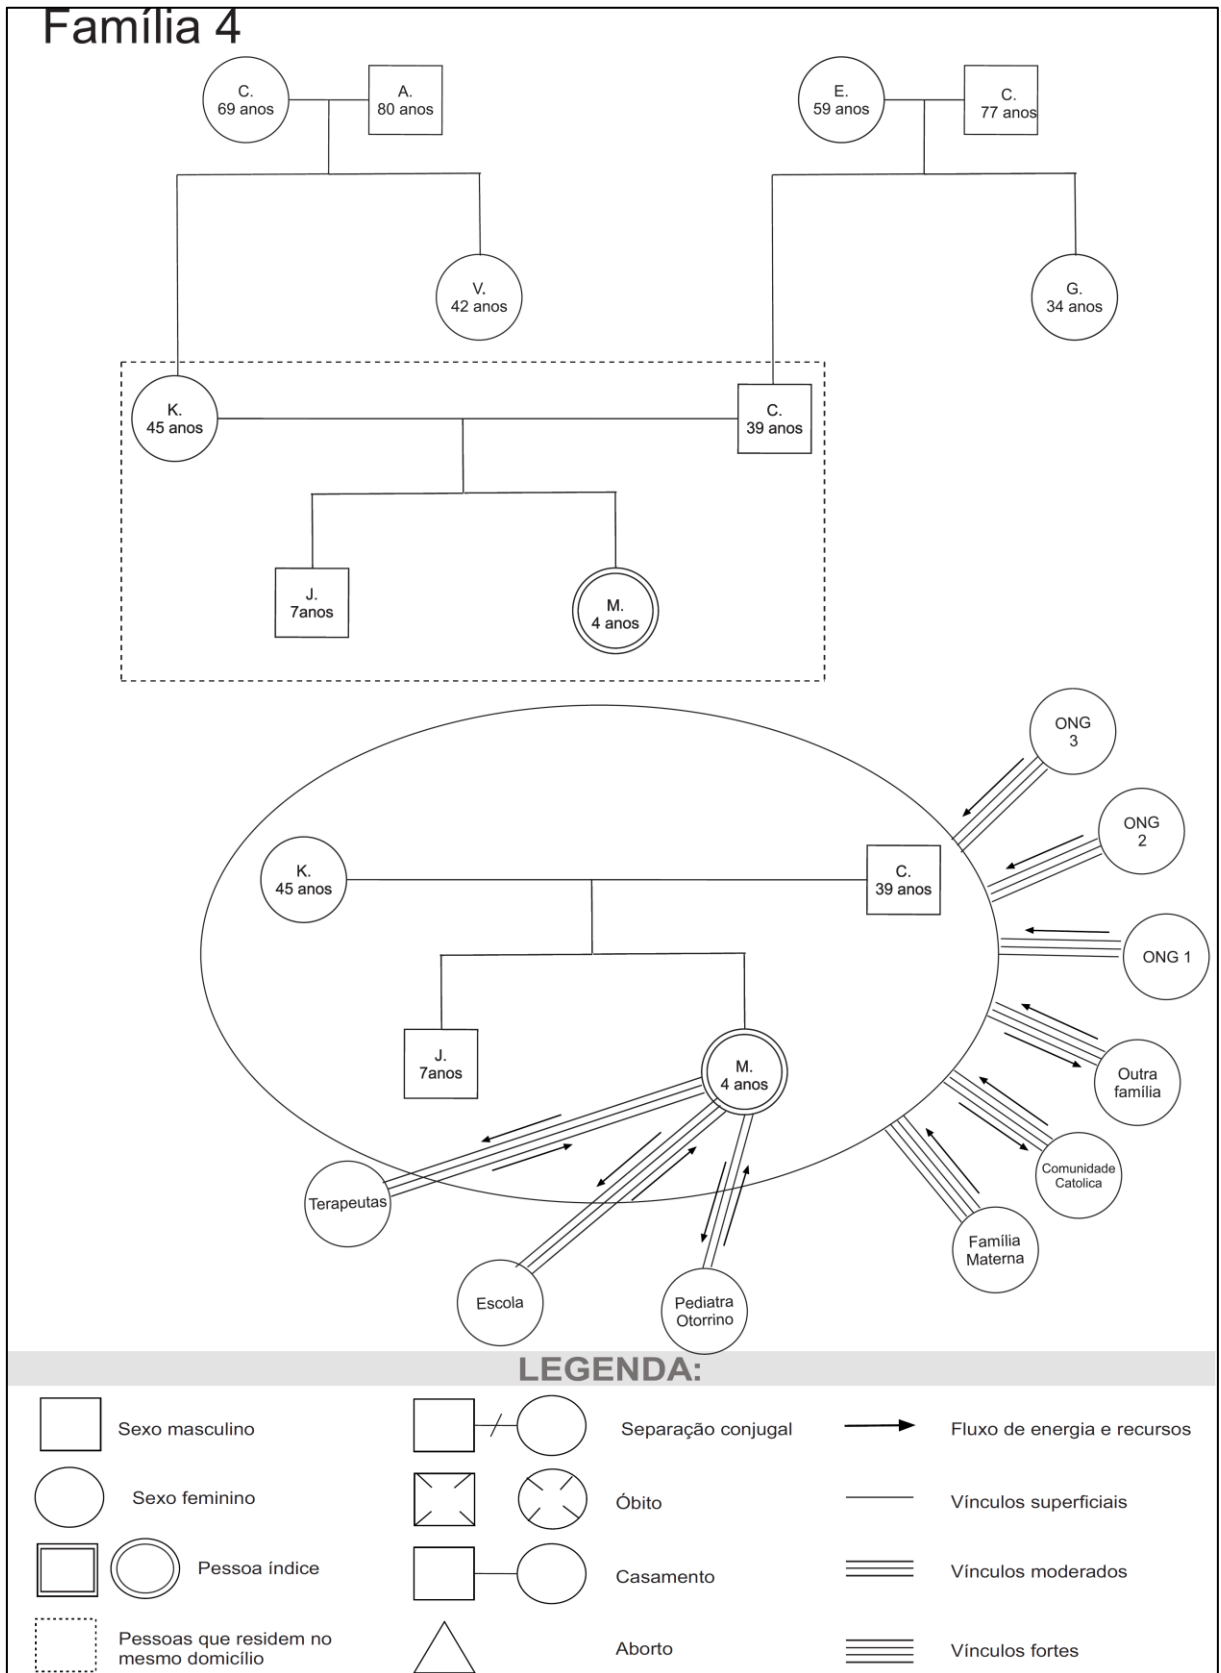 Família 4
C.
69 anos
A.
80 anos
E.
59 anos
C.
77 anos
V.
42 anos
G.
34 anos
K.
45 anos
C.
39 anos
J.
7anos
M.
4 anos
ONG
3
ONG
2
ONG 1
K.
45 anos
C.
39 anos
J.
7anos
M.
4 anos
Outra
família
Comunidade
Catolica
Família
Materna
Terapeutas
Escola
Pediatra
Otorrino
LEGENDA:
Sexo masculino
Separação conjugal
Fluxo de energia e recursos
Sexo feminino
Óbito
Vínculos superficiais
Pessoa índice
Casamento
Vínculos moderados
Pessoas que residem no
mesmo domicílio
Aborto
Vínculos fortes